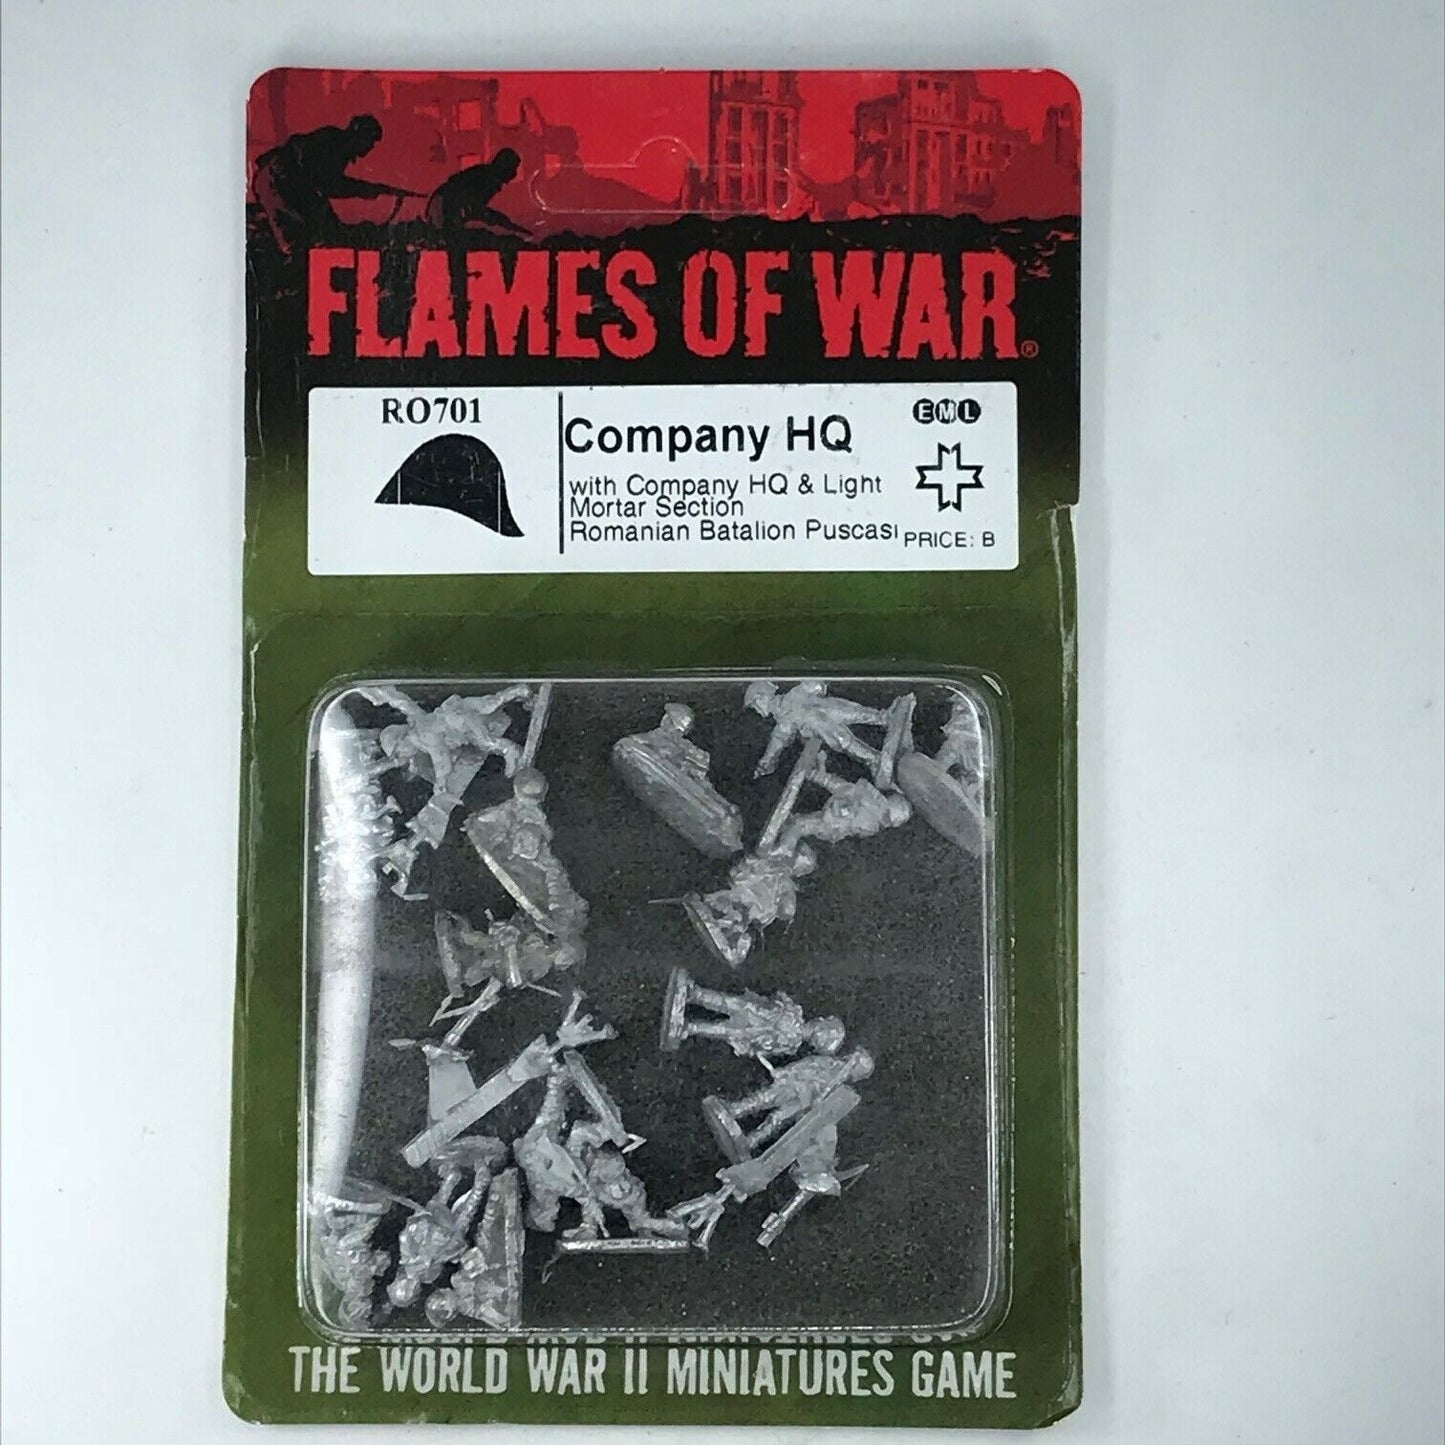 FLAMES OF WAR®
RO701
Company HQ
EML
with Company HQ & Light
Mortar Section
Romanian Batalion Puscasi
PRICE: B
THE WORLD WAR II MINIATURES GAME